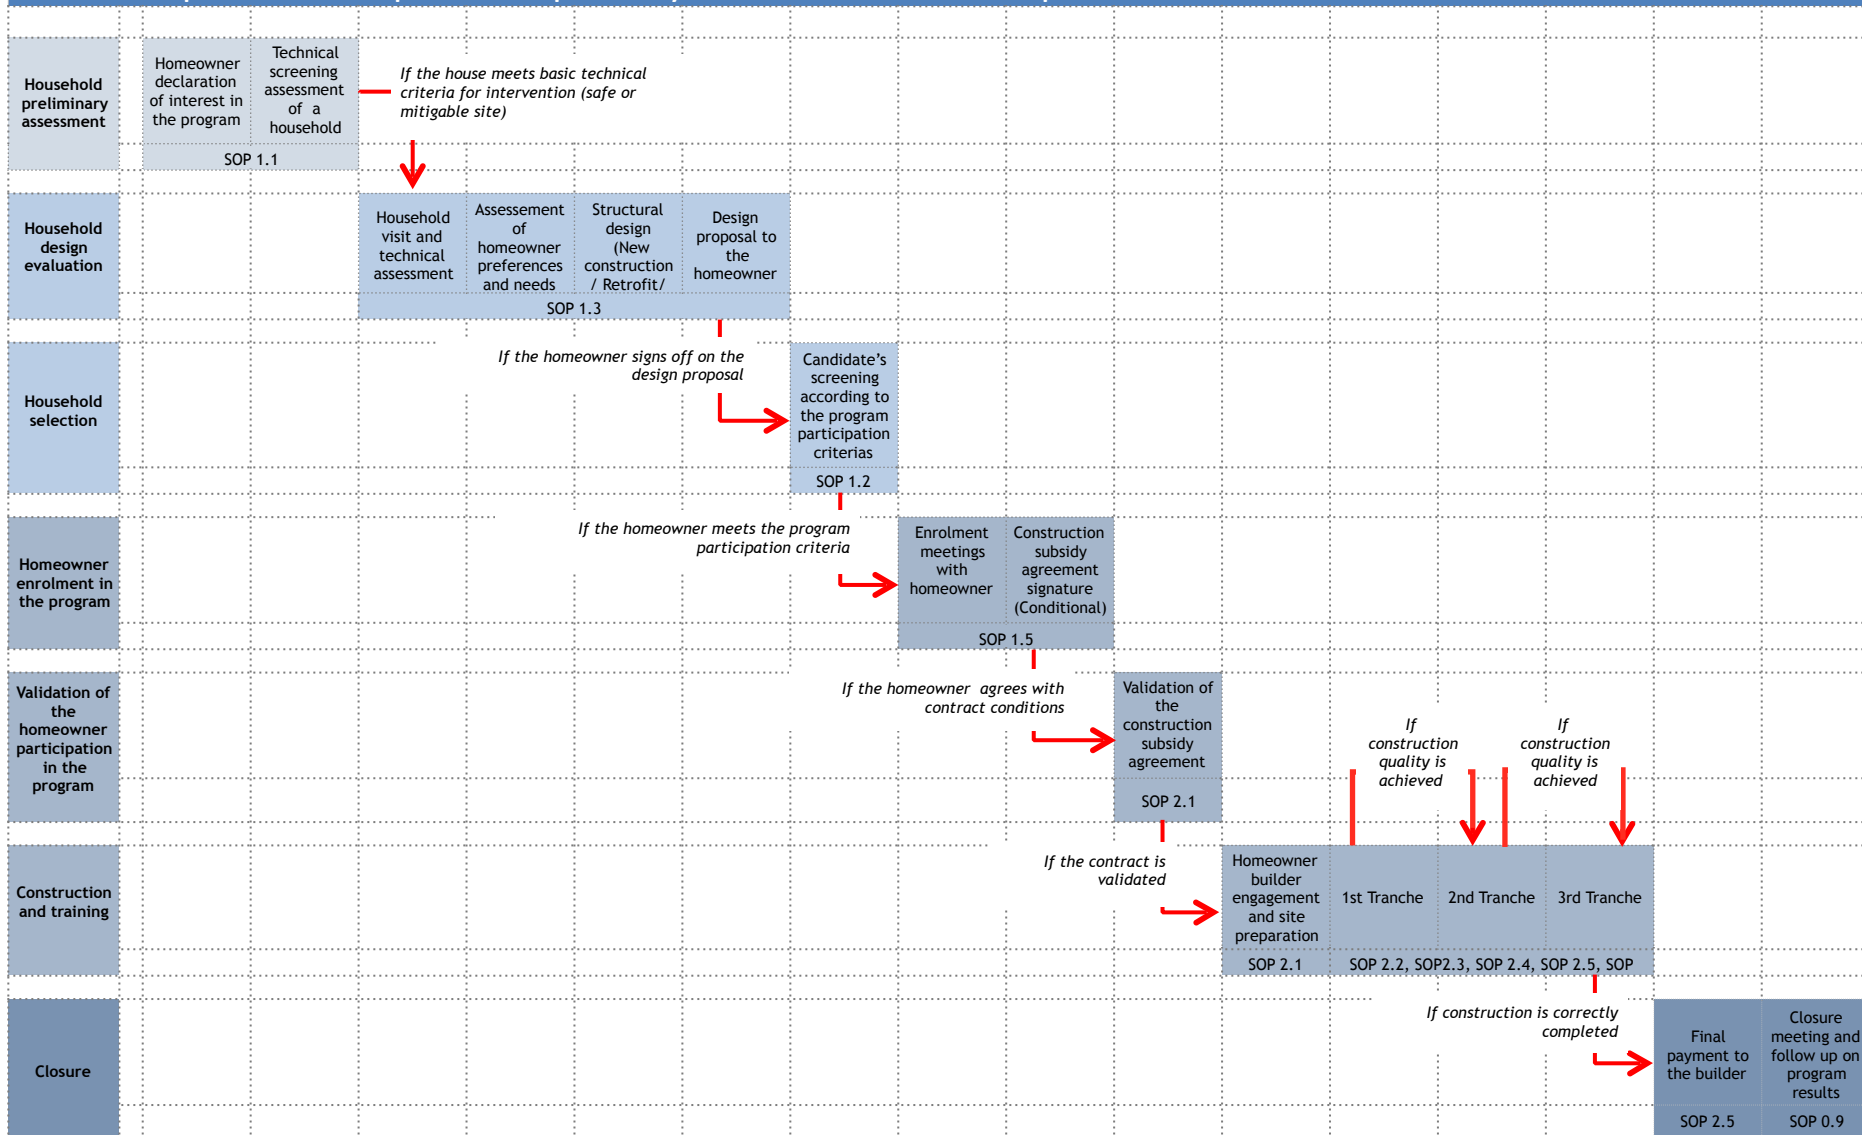 Household
preliminary
assessment
Homeowner
declaration
of interest in
the program
Technical
screening
assessment
of a
household
SOP 1.1
If the house meets basic technical
criteria for intervention (safe or
mitigable site)
Household
design
evaluation
Household
visit and
technical
assessment
Assessement
of
homeowner
preferences
and needs
Structural
design
(New
construction
/ Retrofit/
Design
proposal to
the
homeowner
SOP 1.3
If the homeowner signs off on the
design proposal
Household
selection
Candidate’s
screening
according to
the program
participation
criterias
SOP 1.2
If the homeowner meets the program
participation criteria
Homeowner
enrolment in
the program
Enrolment
meetings
with
homeowner
Construction
subsidy
agreement
signature
(Conditional)
SOP 1.5
If the homeowner agrees with
contract conditions
Validation of
the
homeowner
participation
in the
program
Validation of
the
construction
subsidy
agreement
SOP 2.1
If
construction
quality is
achieved
If
construction
quality is
achieved
If the contract is
validated
Construction
and training
Homeowner
builder
engagement
and site
preparation
1st Tranche
2nd Tranche
3rd Tranche
SOP 2.1
SOP 2.2, SOP2.3, SOP 2.4, SOP 2.5, SOP
If construction is correctly
completed
Closure
Final
payment to
the builder
Closure
meeting and
follow up on
program
results
SOP 2.5
SOP 0.9